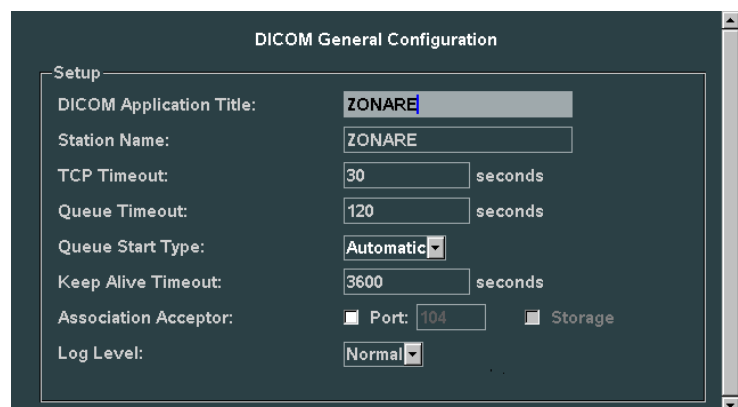 DICOM General Configuration
Setup
DICOM Application Title: ZONARE
Station Name: ZONARE
TCP Timeout: 30 seconds
Queue Timeout: 120 seconds
Queue Start Type: Automatic
Keep Alive Timeout: 3600 seconds
Association Acceptor: Port: 104 Storage
Log Level: Normal